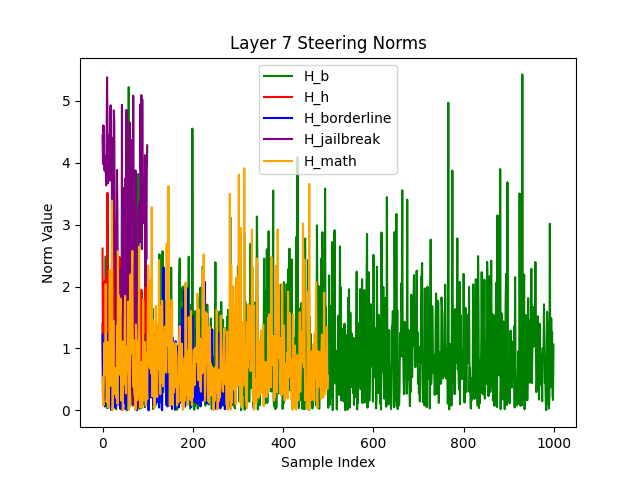 Layer 7 Steering Norms
H_b
H_h
H_borderline
H_jailbreak
H_math
Norm Value
5
4
3
2
1
0
0 200 400 600 800 1000
Sample Index